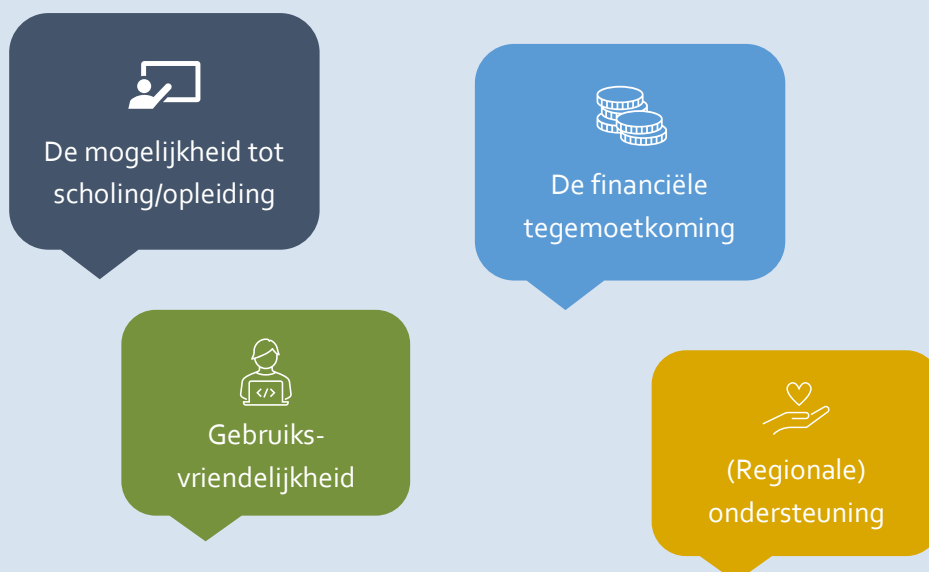 De mogelijkheid tot
scholing/opleiding
De financiële
tegemoetkoming
</>
Gebruiks-
vriendelijkheid
(Regionale)
ondersteuning